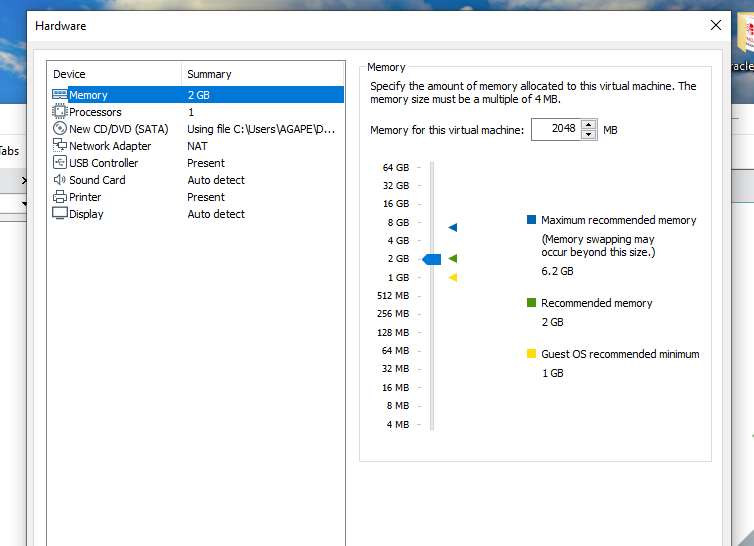 Hardware
racle
Tabs
Device Summary
Memory 2 GB
Processors 1
New CD/DVD (SATA) Using file C:\Users\AGAPE\D...
Network Adapter NAT
USB Controller Present
Sound Card Auto detect
Printer Present
Display Auto detect
Memory
Specify the amount of memory allocated to this virtual machine. The
memory size must be a multiple of 4 MB.
Memory for this virtual machine: 2048 MB
64 GB
32 GB
16 GB
8 GB
4 GB
2 GB
1 GB
512 MB
256 MB
128 MB
64 MB
32 MB
16 MB
8 MB
4 MB
Maximum recommended memory
(Memory swapping may
occur beyond this size.)
6.2 GB
Recommended memory
2 GB
Guest OS recommended minimum
1 GB